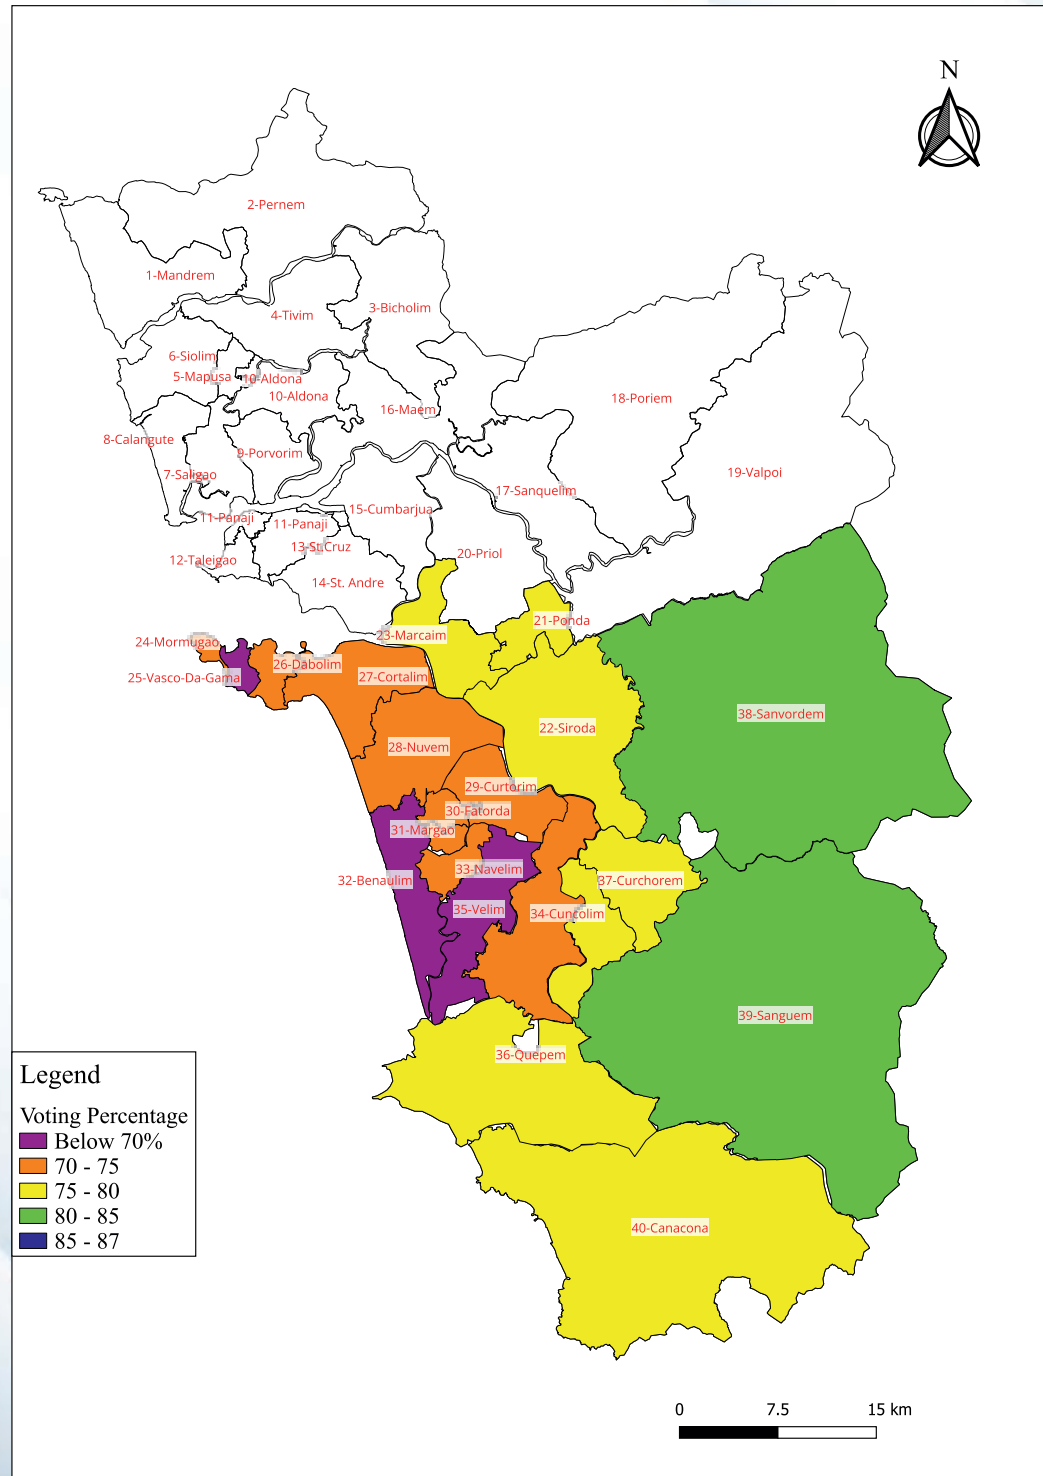 N
2-Pernem
1-Mandrem
3-Bicholim
4-Tivim
6-Siolim
5-Mapusa
10-Aldona
10-Aldona
18-Poriem
16-Maem
8-Calangute
9-Porvorim
7-Saligao
19-Valpoi
17-Sanquelim
15-Cumbarjua
11-Panaji
11-Panaji
13-St.Cruz
20-Priol
12-Taleigao
14-St. Andre
21-Ponda
23-Marcaim
24-Mormugao
26-Dabolim
25-Vasco-Da-Gama
27-Cortalim
38-Sanvordem
22-Siroda
28-Nuvem
29-Curtorim
30-Fatorda
31-Margao
33-Navelim
32-Benaulim
37-Curchorem
35-Velim
34-Cuncolim
39-Sanguem
36-Quepem
40-Canacona
Legend
Voting Percentage
Below 70%
70 - 75
75 - 80
80 - 85
85 - 87
0 7.5 15 km